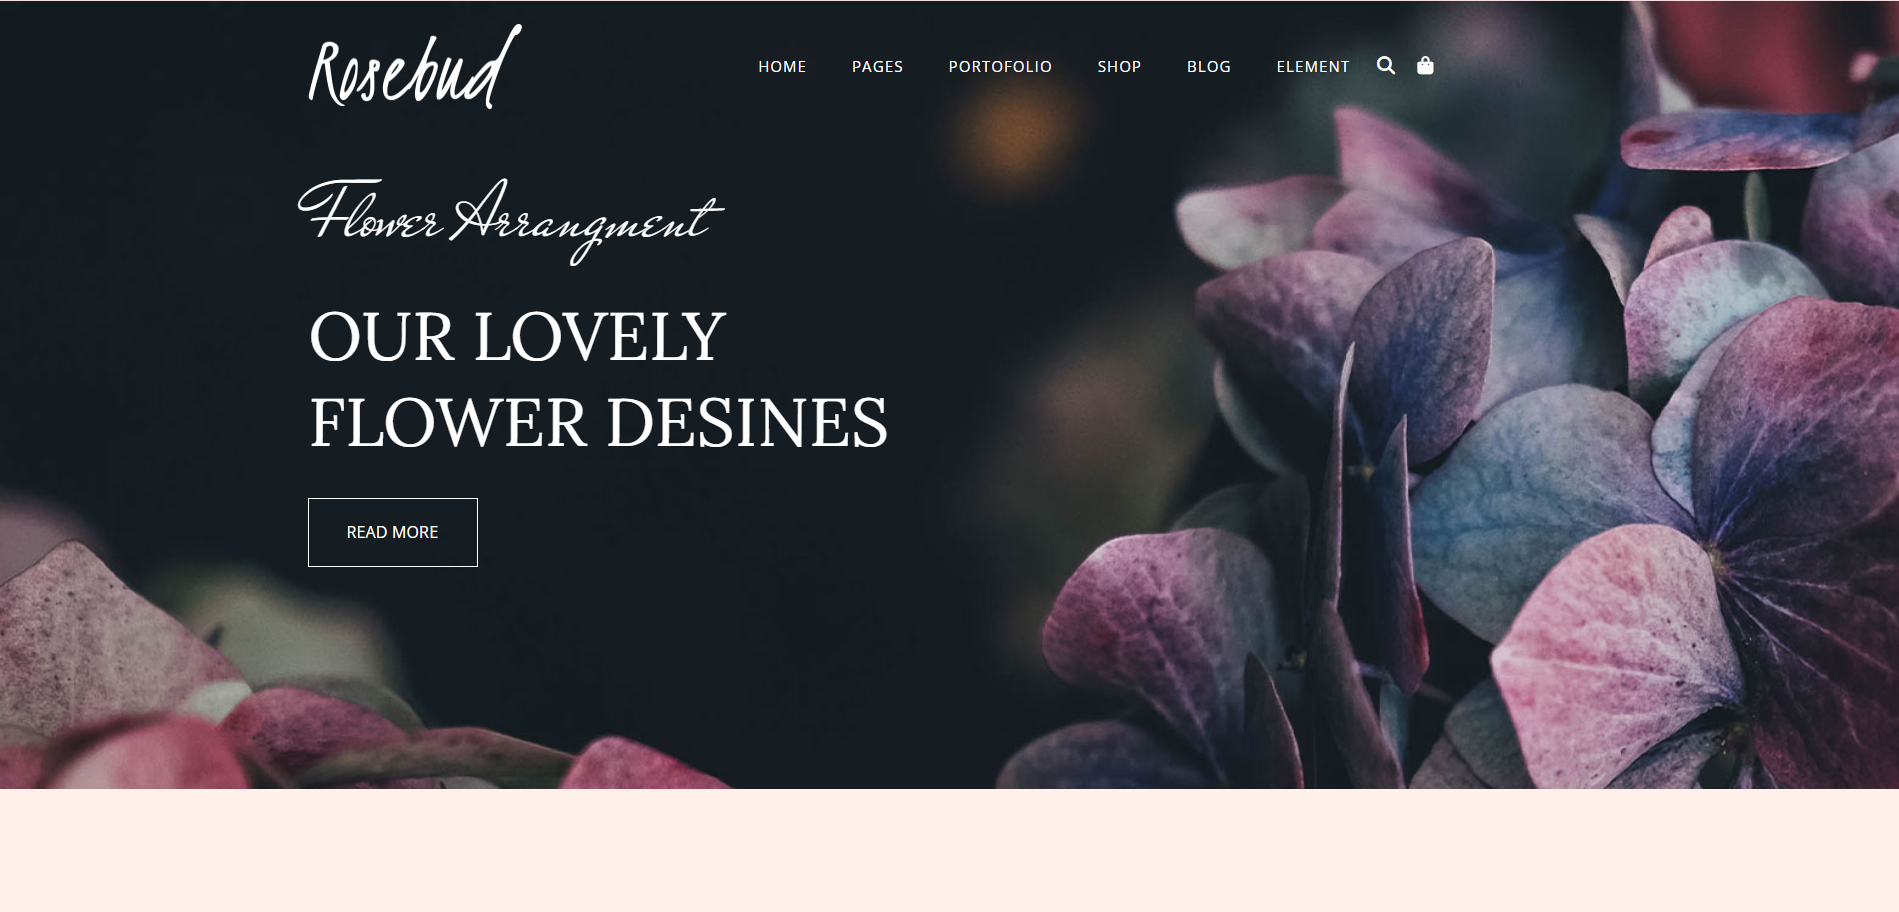 Rosebud
HOME PAGES PORTOFOLIO SHOP BLOG ELEMENT
Flower Arrangment
OUR LOVELY
FLOWER DESINES
READ MORE